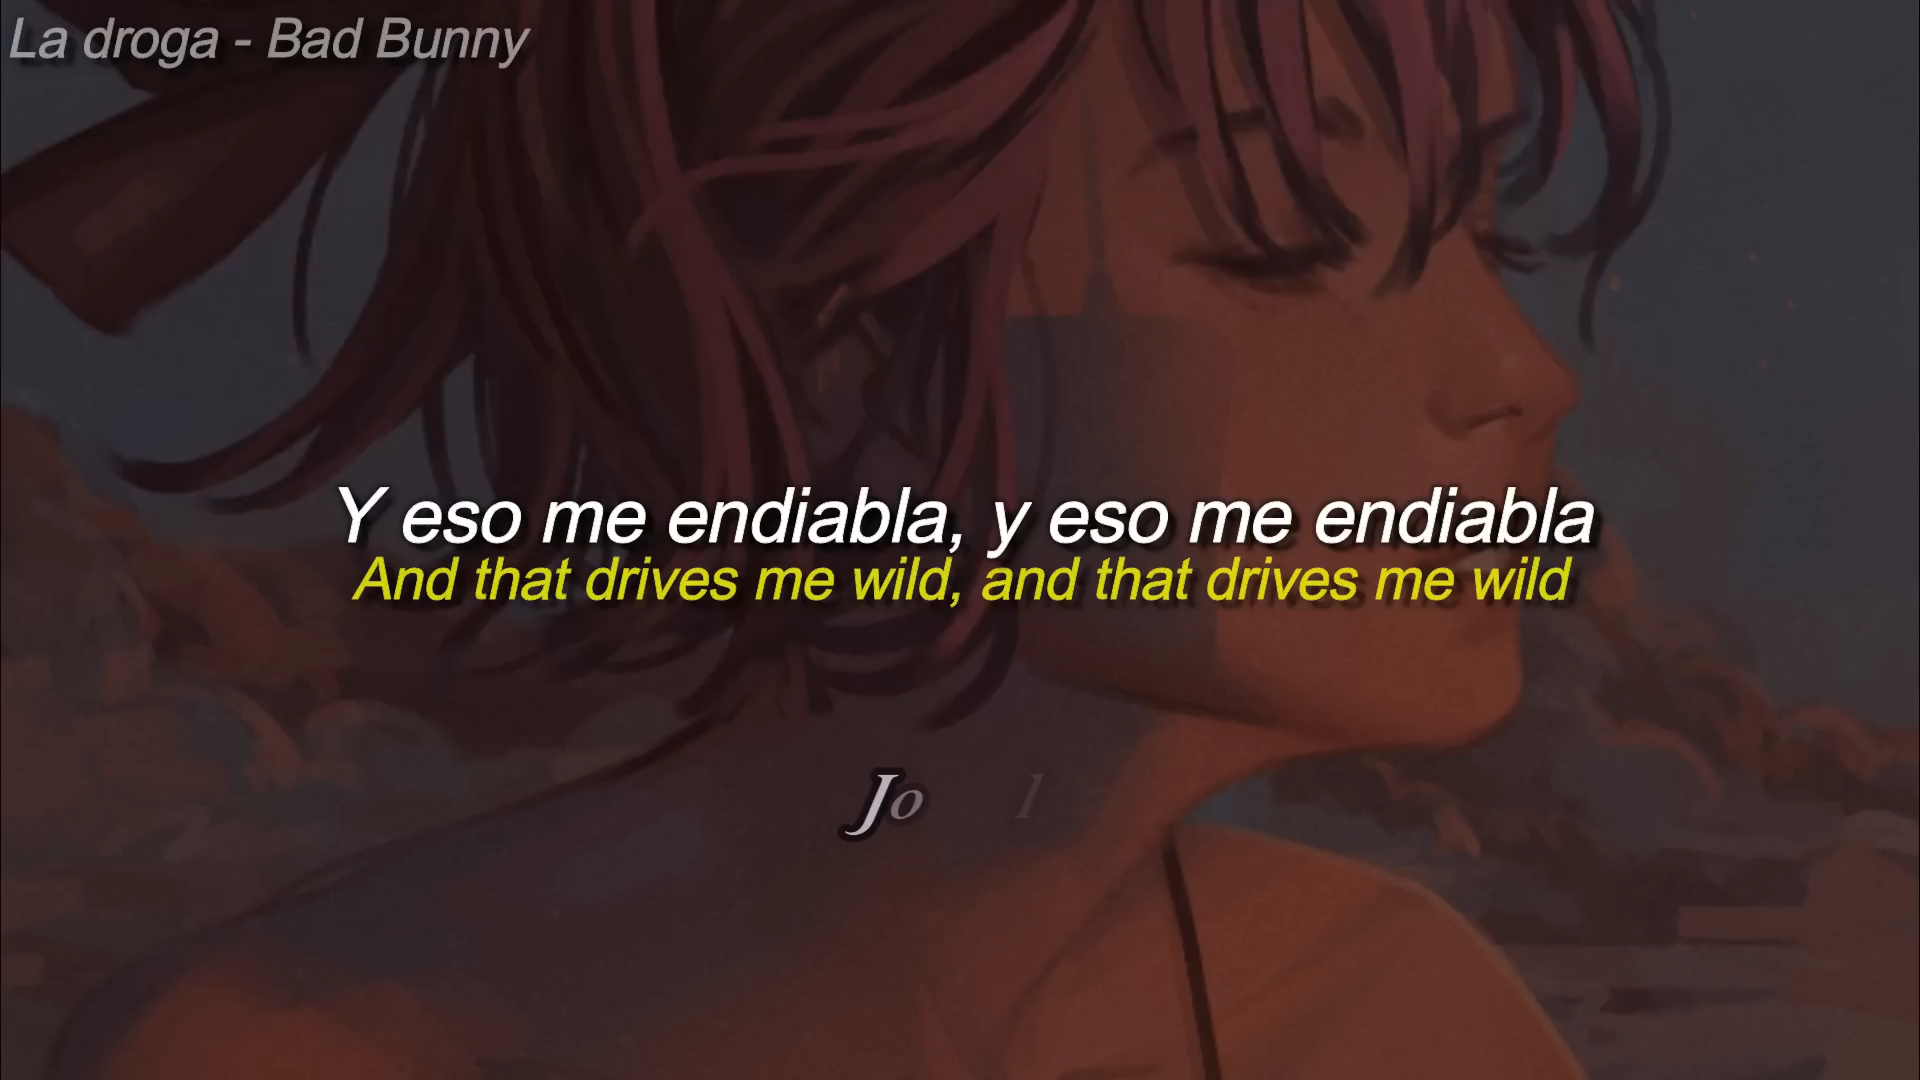 La droga - Bad Bunny
Y eso me endiabla, y eso me endiabla
And that drives me wild, and that drives me wild
Jo l